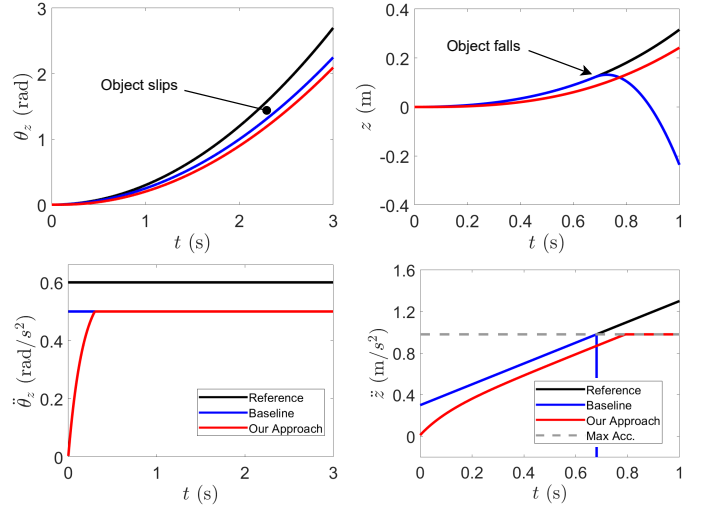 3
2
1
0
θ_z (rad)
Object slips
0
1
2
3
t (s)
0.4
0.2
0
-0.2
-0.4
z (m)
Object falls
0
0.2
0.4
0.6
0.8
1
t (s)
0.6
0.4
0.2
0
θ̈_z (rad/s²)
Reference
Baseline
Our Approach
0
1
2
3
t (s)
1.6
1.2
0.8
0.4
0
z̈ (m/s²)
Reference
Baseline
Our Approach
Max Acc.
0
0.2
0.4
0.6
0.8
1
t (s)